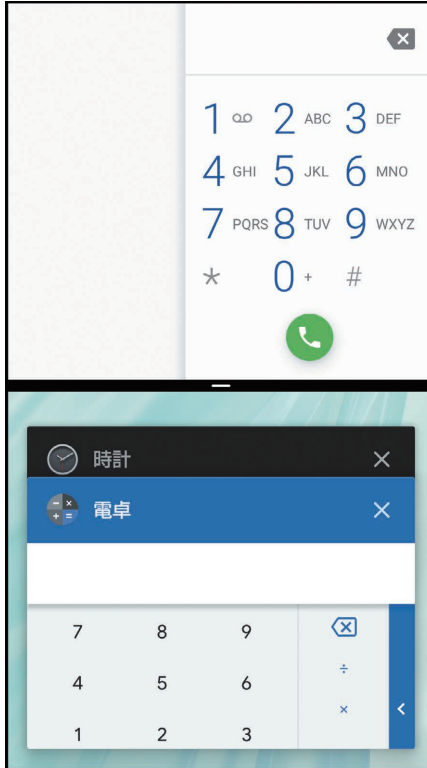 1 2 ABC 3 DEF
4 GHI 5 JKL 6 MNO
7 PQRS 8 TUV 9 WXYZ
* 0 + #
時計
電卓
7 8 9
4 5 6 ÷
1 2 3 ×